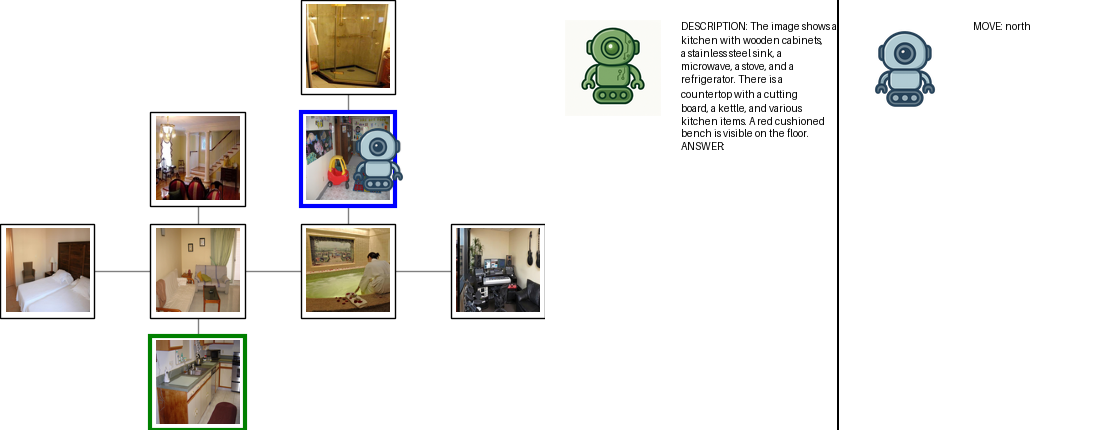 DESCRIPTION: The image shows a
kitchen with wooden cabinets,
a stainless steel sink, a
microwave, a stove, and a
refrigerator. There is a
countertop with a cutting
board, a kettle, and various
kitchen items. A red cushioned
bench is visible on the floor.
ANSWER:
MOVE: north